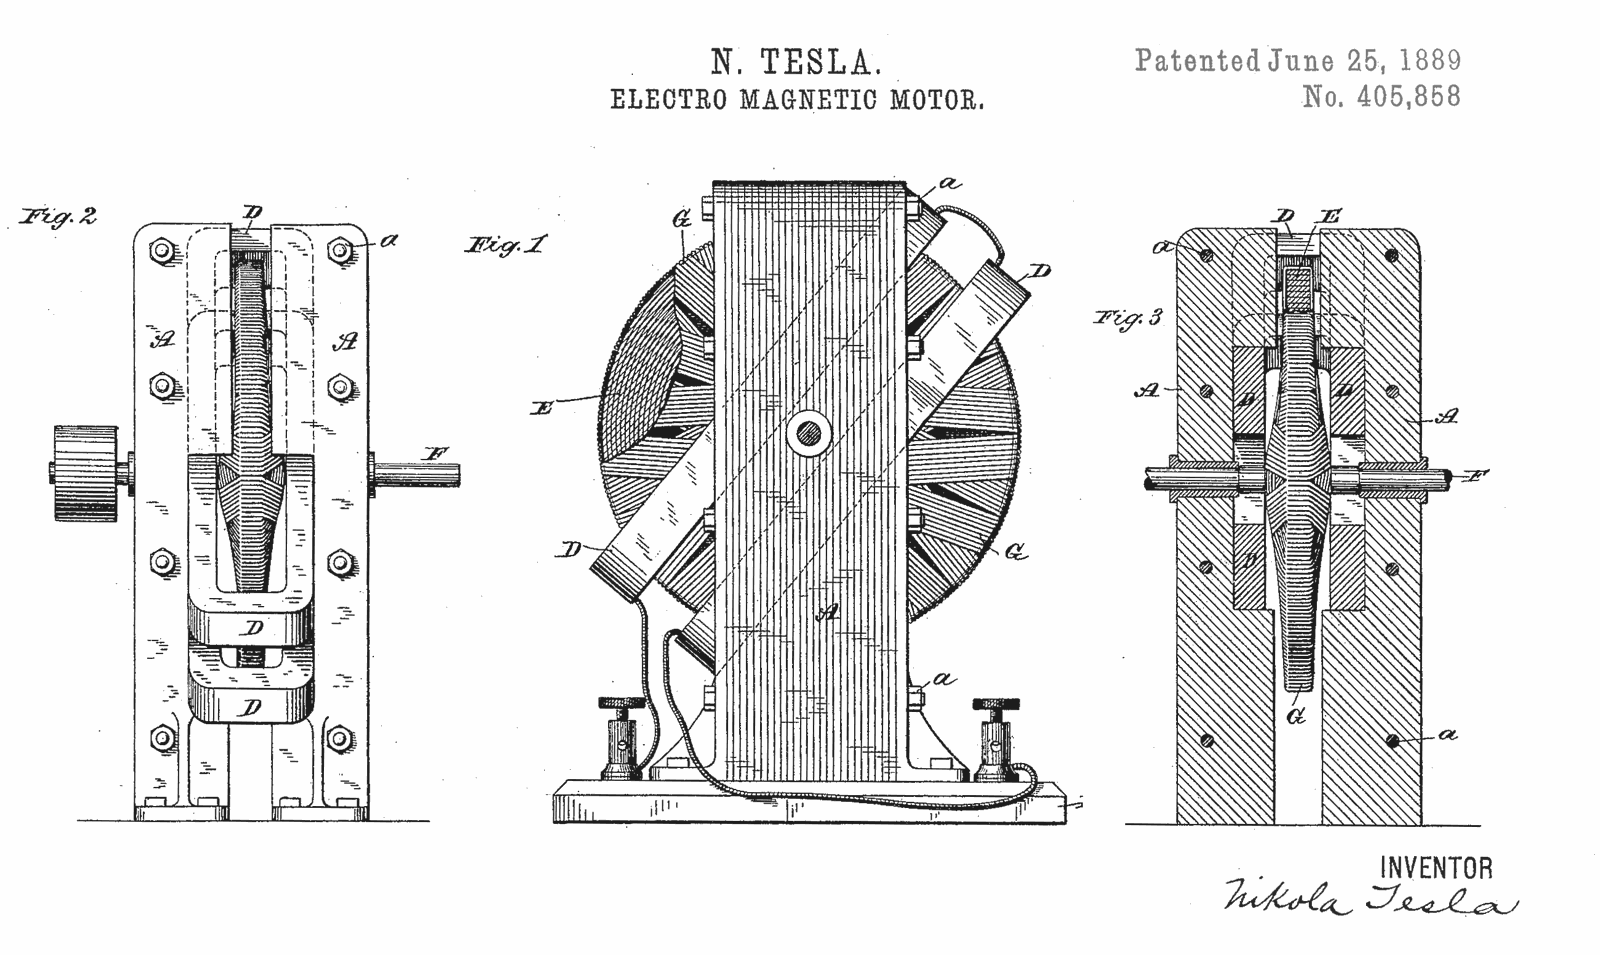 N. TESLA.
ELECTRO MAGNETIC MOTOR.
Patented June 25, 1889
No. 405,858
Fig. 2
D
a
A
A
F
D
D
Fig. 1
G
a
D
E
D
G
A
a
Fig. 3
D
E
a
A
D
D
A
F
D
G
a
INVENTOR
Nikola Tesla